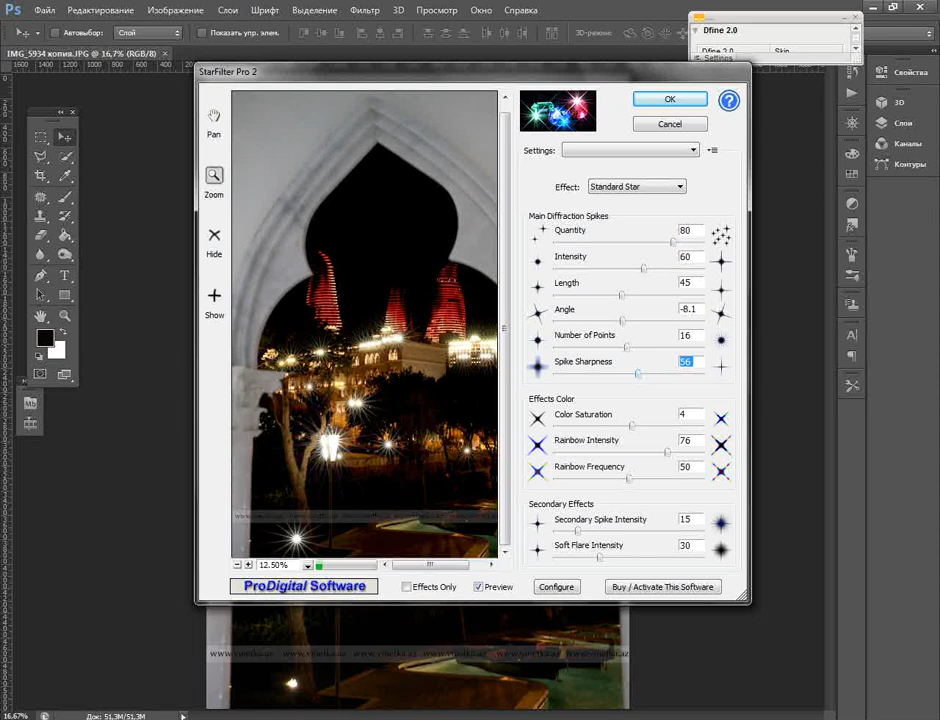 Ps Файл Редактирование Изображение Слои Шрифт Выделение Фильтр 3D Просмотр Окно Справка
Автовыбор: Слой Показать упр. элем. 3D-режим:
Dfine 2.0
Dfine 2.0 Skin
Settings
IMG_5934 копия.JPG @ 16,7% (RGB/8)
StarFilter Pro 2
Свойства
3D
Слои
Каналы
Контуры
Pan
Zoom
Hide
Show
OK
Cancel
Settings:
Effect: Standard Star
Main Diffraction Spikes
Quantity 80
Intensity 60
Length 45
Angle -8.1
Number of Points 16
Spike Sharpness 56
Effects Color
Color Saturation 4
Rainbow Intensity 76
Rainbow Frequency 50
Secondary Effects
Secondary Spike Intensity 15
Soft Flare Intensity 30
12.50%
ProDigital Software
Effects Only
Preview
Configure
Buy / Activate This Software
Mb
16,67% Док: 51,3M/51,3M